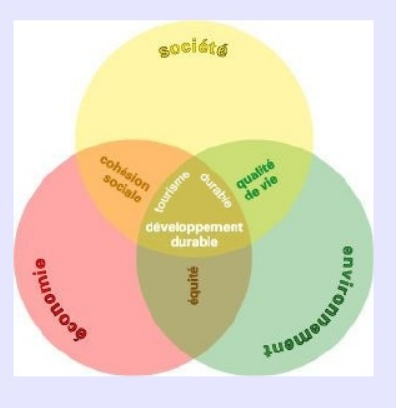 société
cohésion
sociale
tourisme durable
qualité
de vie
développement
durable
économie
équité
environnement